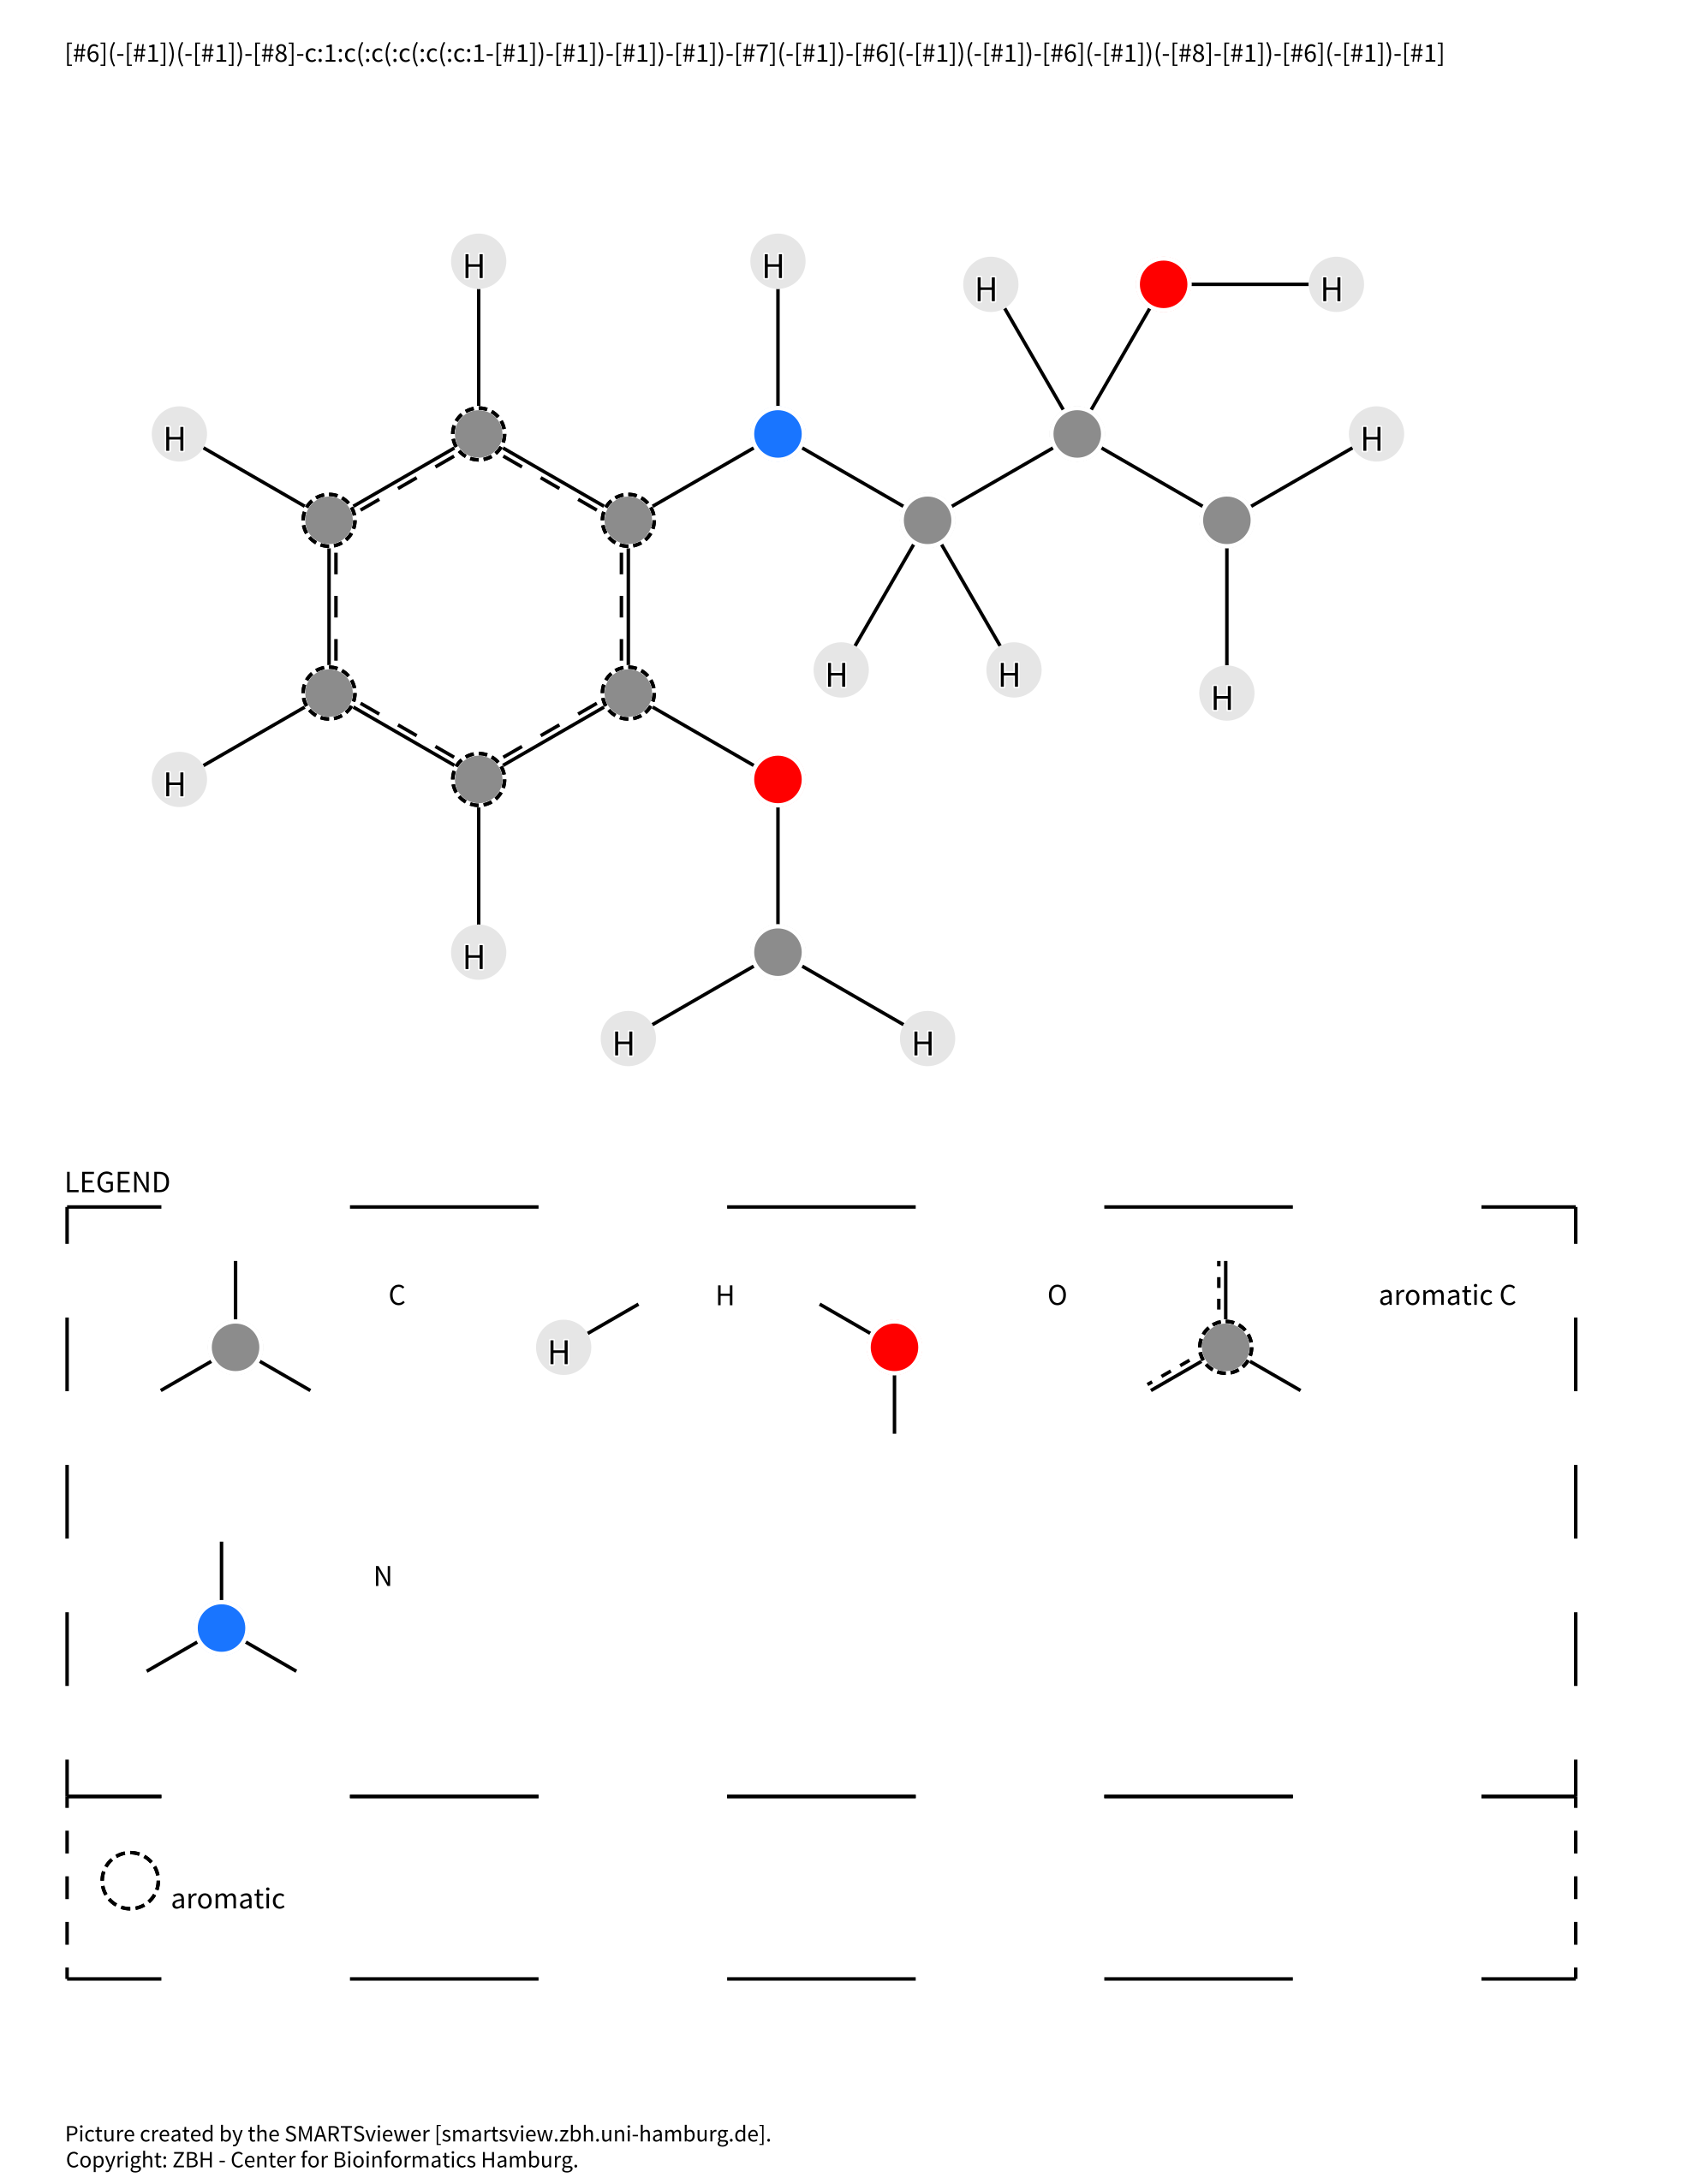 [#6](-[#1])(-[#1])-[#8]-c:1:c(:c(:c(:c(:c:1-[#1])-[#1])-[#1])-[#1])-[#7](-[#1])-[#6](-[#1])(-[#1])-[#6](-[#1])(-[#8]-[#1])-[#6](-[#1])-[#1]
H H
H H
H H
H H
H
H
H
H H
LEGEND
C H O aromatic C
H
N
aromatic
Picture created by the SMARTSviewer [smartsview.zbh.uni-hamburg.de].
Copyright: ZBH - Center for Bioinformatics Hamburg.